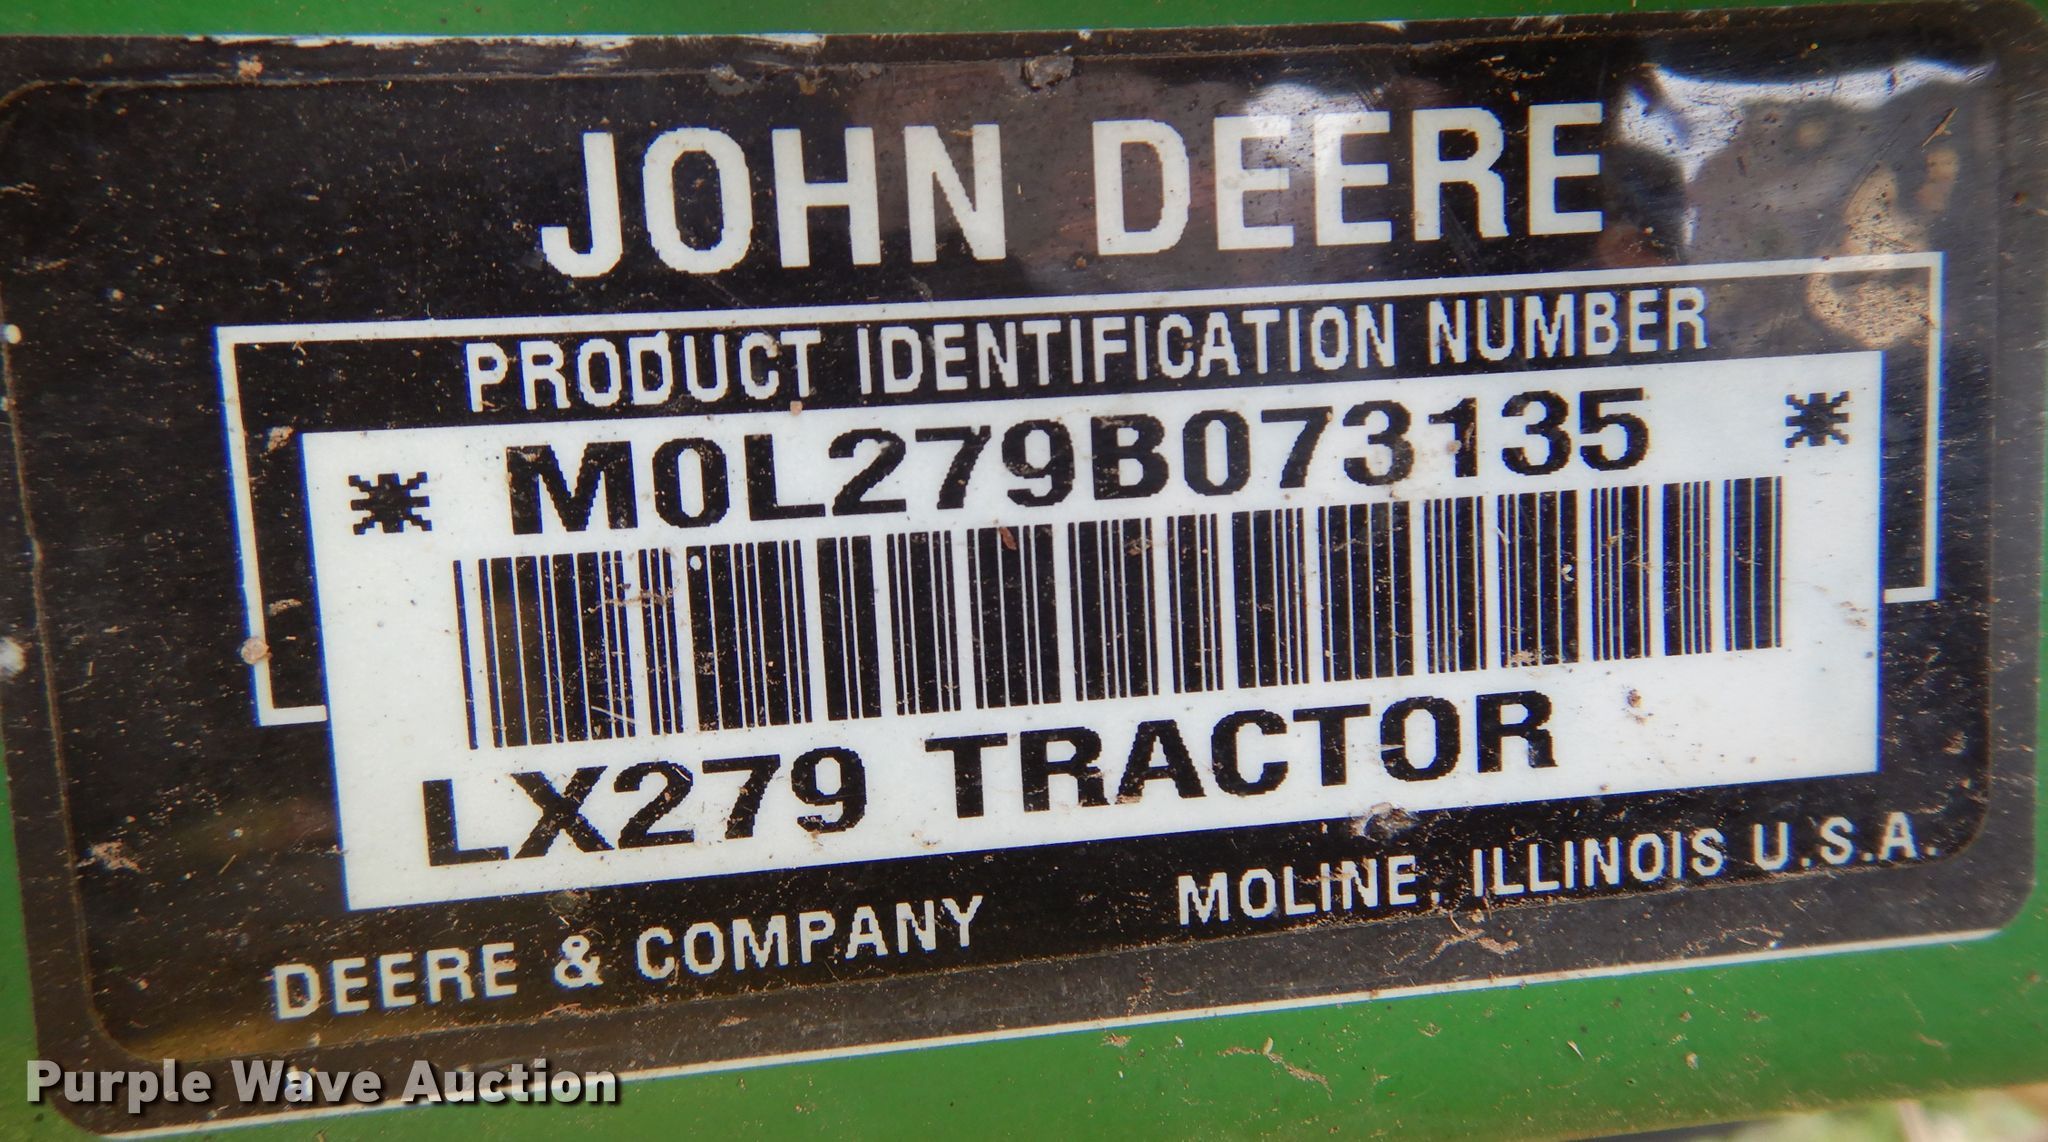 JOHN DEERE
PRODUCT IDENTIFICATION NUMBER
* M0L279B073135 *
LX279 TRACTOR
DEERE & COMPANY MOLINE, ILLINOIS U.S.A.
Purple Wave Auction